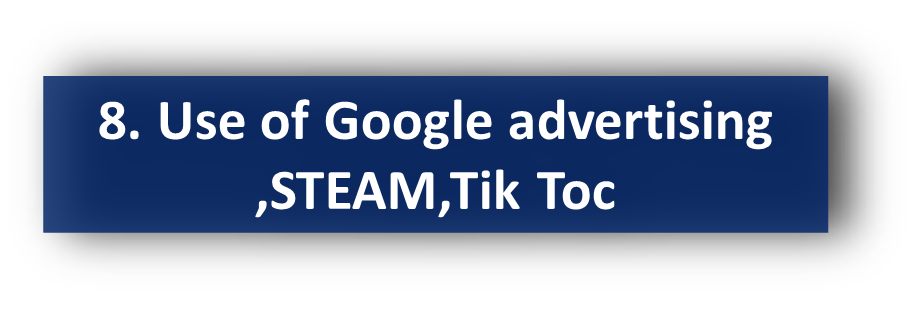 8. Use of Google advertising
,STEAM,Tik Toc